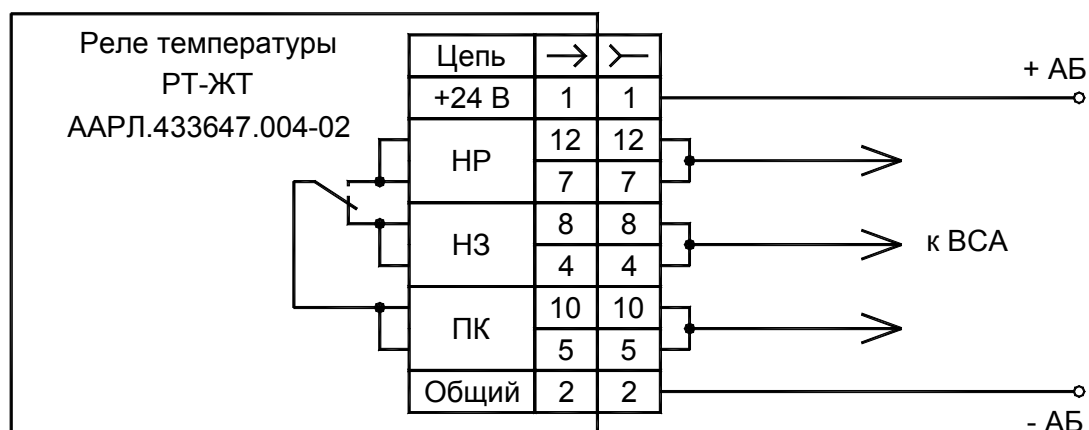 Реле температуры
РТ-ЖТ
ААРЛ.433647.004-02
Цепь
+24 В 1 1
НР 12 12
7 7
НЗ 8 8
4 4
ПК 10 10
5 5
Общий 2 2
+ АБ
к ВСА
- АБ